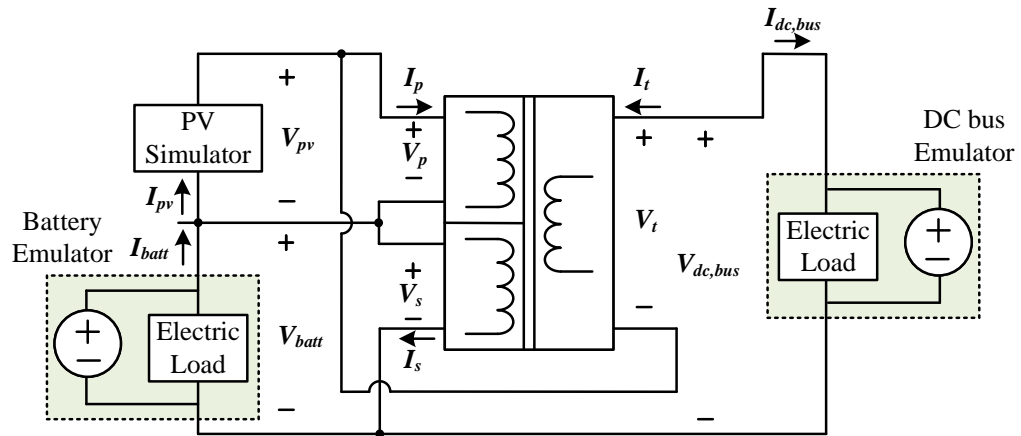 I_dc,bus
I_p
I_t
+
PV
Simulator
+
V_pv
+
V_p
−
+
+
DC bus
Emulator
I_pv
−
Battery
Emulator
I_batt
+
+
V_s
−
V_t
V_dc,bus
Electric
Load
+
−
+
−
Electric
Load
V_batt
I_s
−
−
−